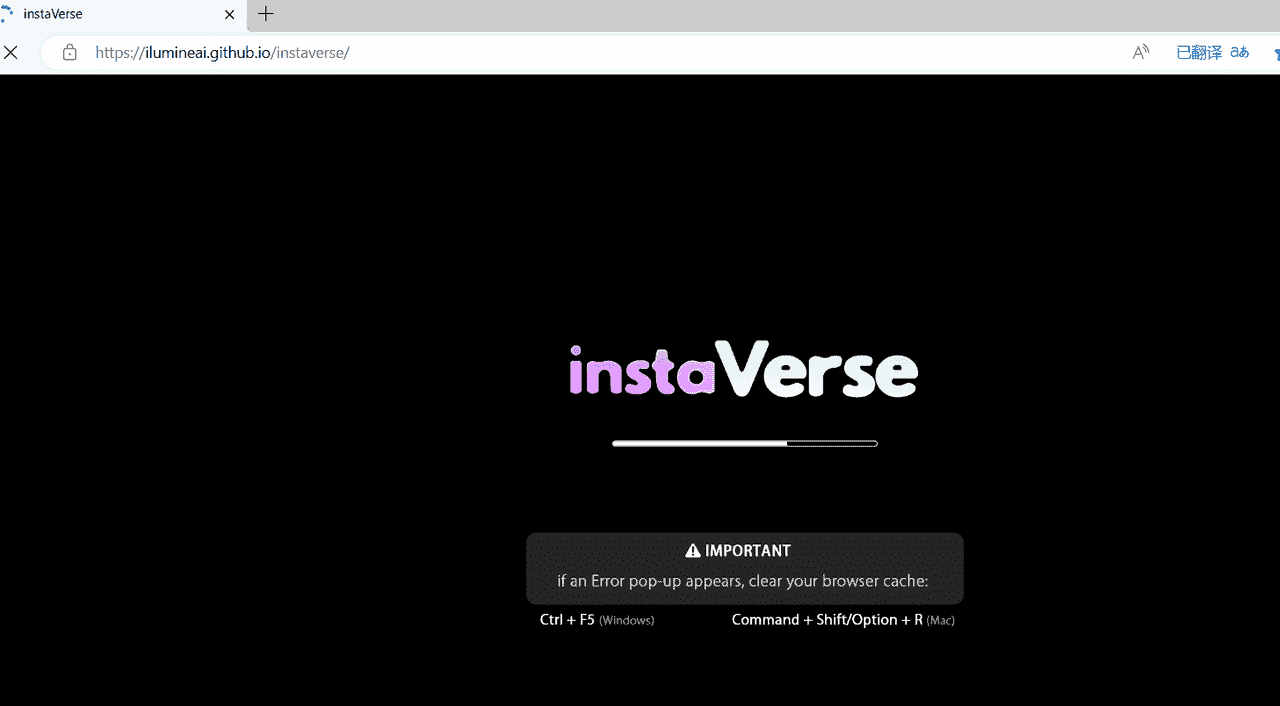 instaVerse
https://ilumineai.github.io/instaverse/
已翻译
instaVerse
IMPORTANT
if an Error pop-up appears, clear your browser cache:
Ctrl + F5 (Windows)
Command + Shift/Option + R (Mac)